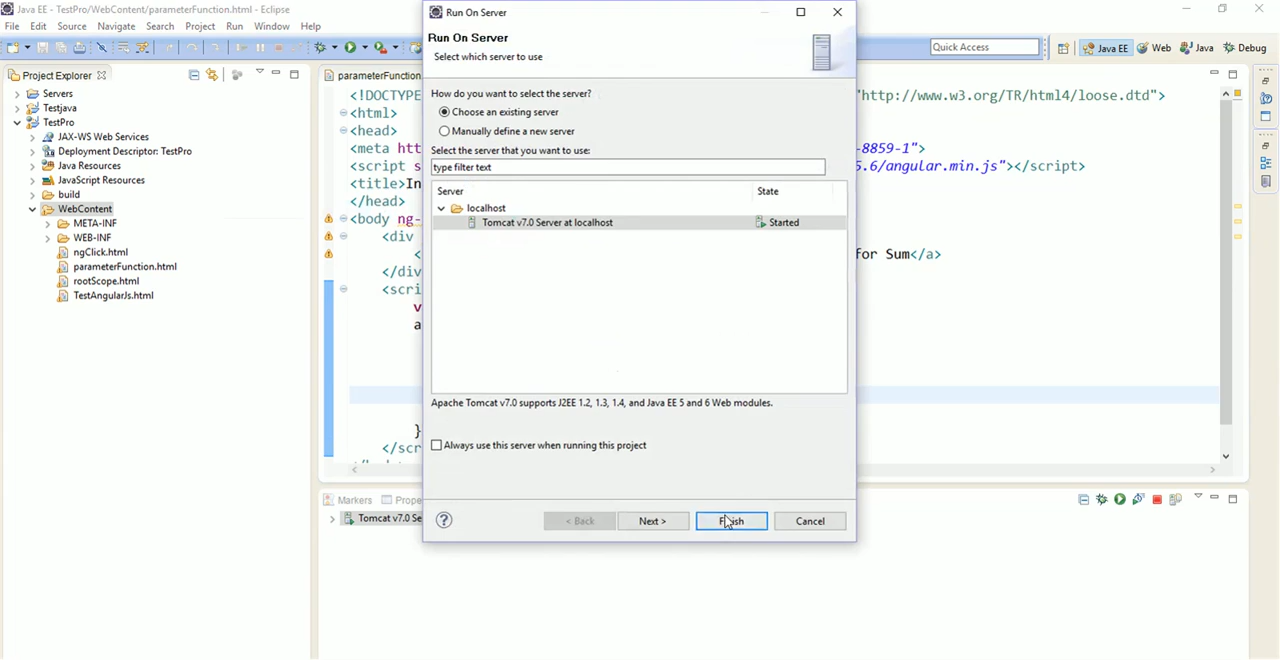 Java EE - TestPro/WebContent/parameterFunction.html - Eclipse
File Edit Source Navigate Search Project Run Window Help
Quick Access
Java EE
Web
Java
Debug
Project Explorer
Servers
Testjava
TestPro
JAX-WS Web Services
Deployment Descriptor: TestPro
Java Resources
JavaScript Resources
build
WebContent
META-INF
WEB-INF
ngClick.html
parameterFunction.html
rootScope.html
TestAngularJs.html
parameterFunction
<!DOCTYPE "http://www.w3.org/TR/html4/loose.dtd">
<html>
<head>
<meta htt -8859-1">
<script s 5.6/angular.min.js"></script>
<title>In
</head>
<body ng-
<div
< for Sum</a>
</div
<scri
v
a
}
</scr
Run On Server
Run On Server
Select which server to use
How do you want to select the server?
Choose an existing server
Manually define a new server
Select the server that you want to use:
type filter text
Server State
localhost
Tomcat v7.0 Server at localhost Started
Apache Tomcat v7.0 supports J2EE 1.2, 1.3, 1.4, and Java EE 5 and 6 Web modules.
Always use this server when running this project
? < Back Next > Finish Cancel
Markers Prope
Tomcat v7.0 Se